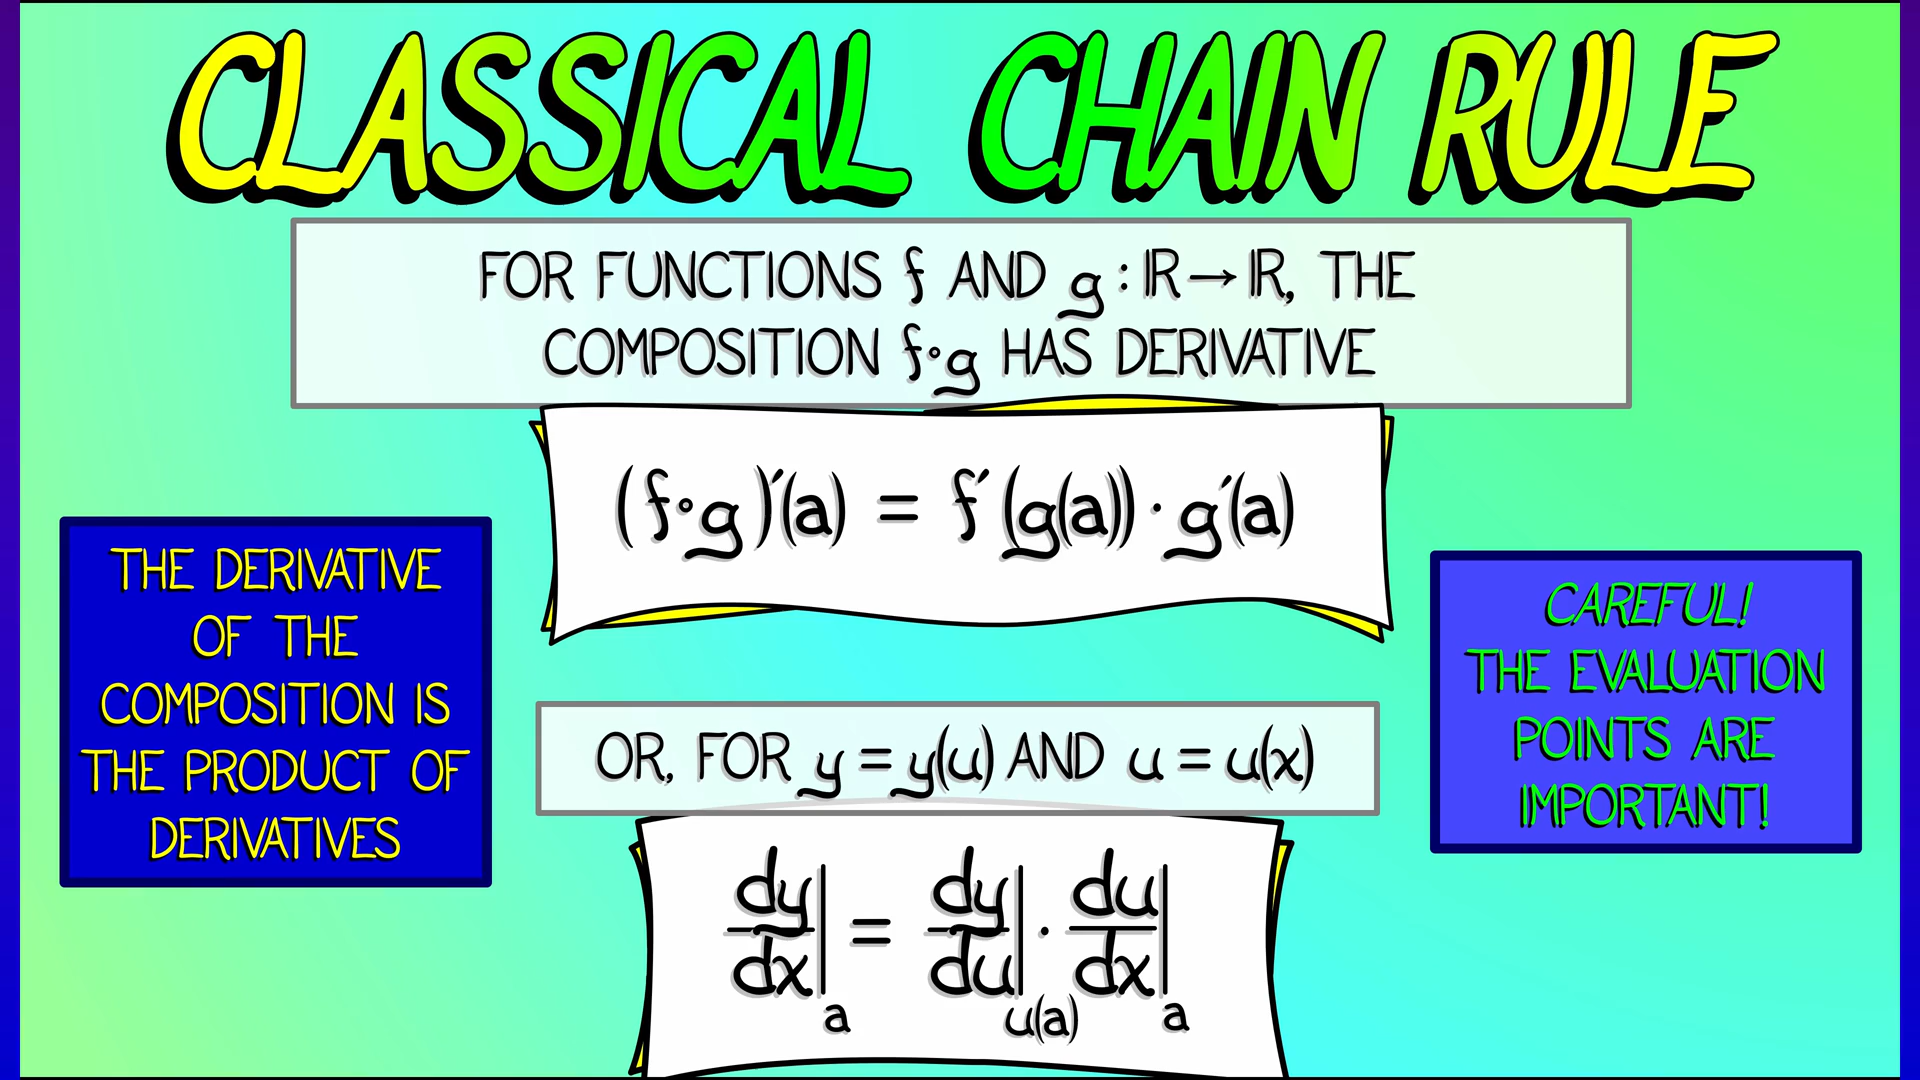 CLASSICAL CHAIN RULE
FOR FUNCTIONS f AND g : ℝ → ℝ, THE
COMPOSITION f∘g HAS DERIVATIVE
(f∘g)′(a) = f′(g(a)) · g′(a)
THE DERIVATIVE
OF THE
COMPOSITION IS
THE PRODUCT OF
DERIVATIVES
CAREFUL!
THE EVALUATION
POINTS ARE
IMPORTANT!
OR, FOR y = y(u) AND u = u(x)
dy/dx|a = dy/du|u(a) · du/dx|a